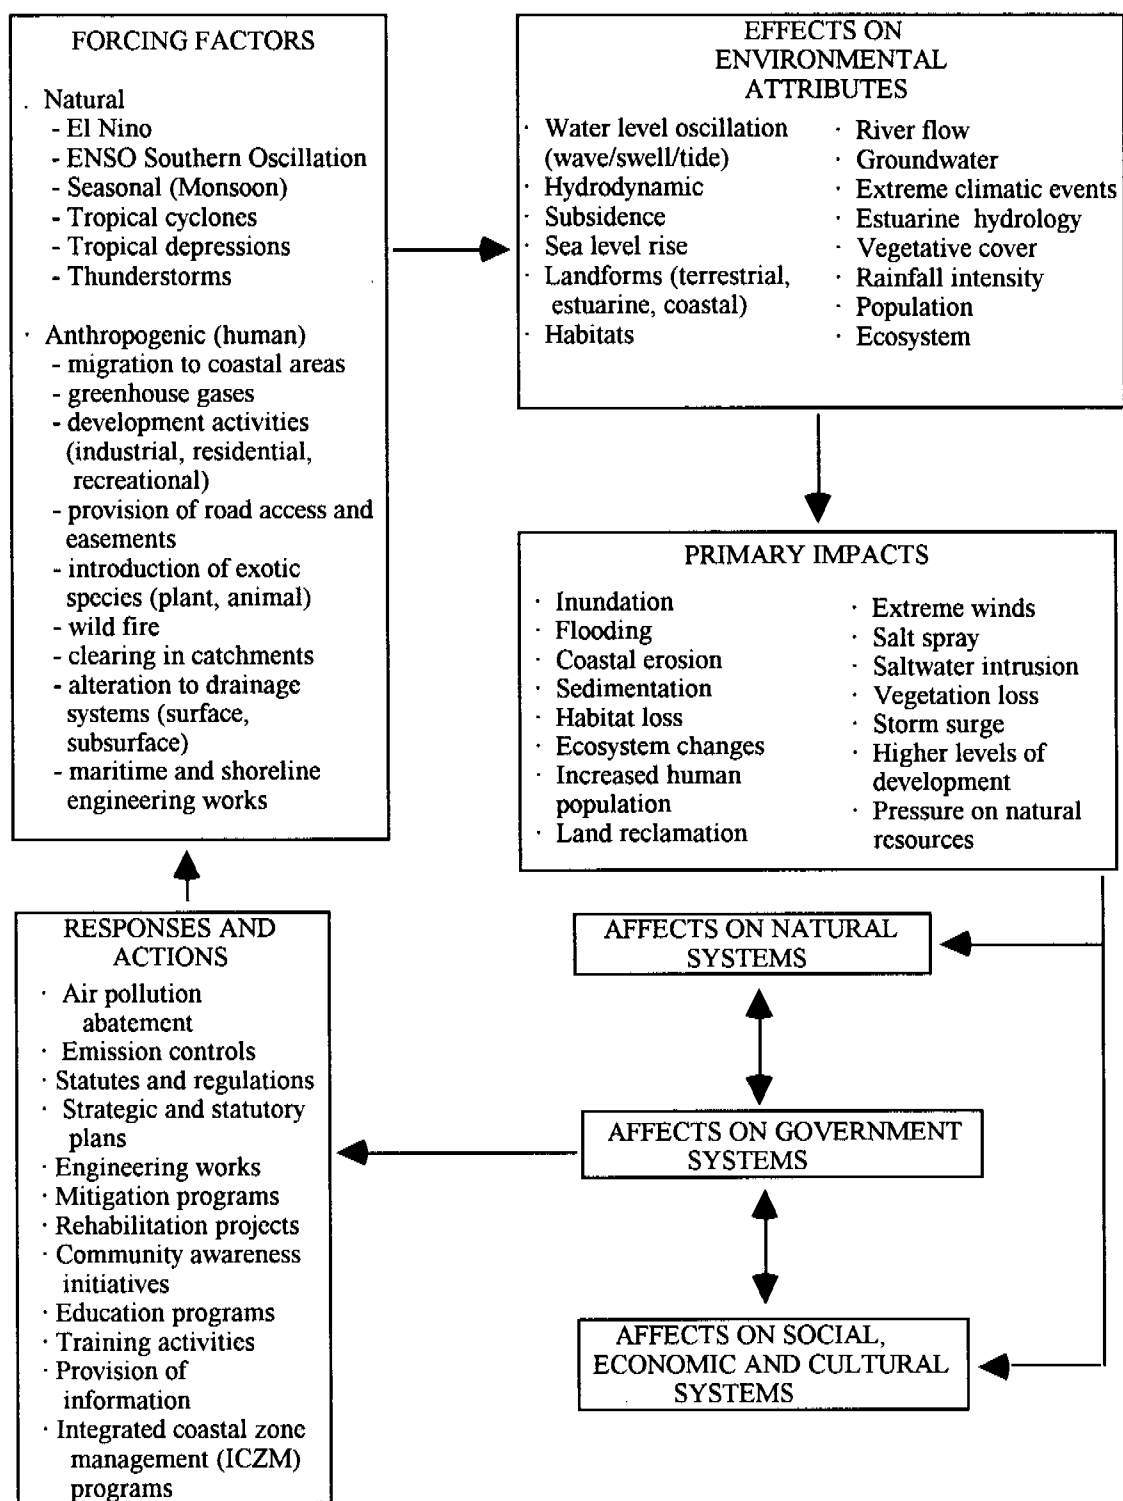 FORCING FACTORS
. Natural
- El Nino
- ENSO Southern Oscillation
- Seasonal (Monsoon)
- Tropical cyclones
- Tropical depressions
- Thunderstorms
· Anthropogenic (human)
- migration to coastal areas
- greenhouse gases
- development activities
(industrial, residential,
recreational)
- provision of road access and
easements
- introduction of exotic
species (plant, animal)
- wild fire
- clearing in catchments
- alteration to drainage
systems (surface,
subsurface)
- maritime and shoreline
engineering works
EFFECTS ON
ENVIRONMENTAL
ATTRIBUTES
· Water level oscillation
(wave/swell/tide)
· Hydrodynamic
· Subsidence
· Sea level rise
· Landforms (terrestrial,
estuarine, coastal)
· Habitats
· River flow
· Groundwater
· Extreme climatic events
· Estuarine hydrology
· Vegetative cover
· Rainfall intensity
· Population
· Ecosystem
PRIMARY IMPACTS
· Inundation
· Flooding
· Coastal erosion
· Sedimentation
· Habitat loss
· Ecosystem changes
· Increased human
population
· Land reclamation
· Extreme winds
· Salt spray
· Saltwater intrusion
· Vegetation loss
· Storm surge
· Higher levels of
development
· Pressure on natural
resources
AFFECTS ON NATURAL
SYSTEMS
AFFECTS ON GOVERNMENT
SYSTEMS
AFFECTS ON SOCIAL,
ECONOMIC AND CULTURAL
SYSTEMS
RESPONSES AND
ACTIONS
· Air pollution
abatement
· Emission controls
· Statutes and regulations
· Strategic and statutory
plans
· Engineering works
· Mitigation programs
· Rehabilitation projects
· Community awareness
initiatives
· Education programs
· Training activities
· Provision of
information
· Integrated coastal zone
management (ICZM)
programs